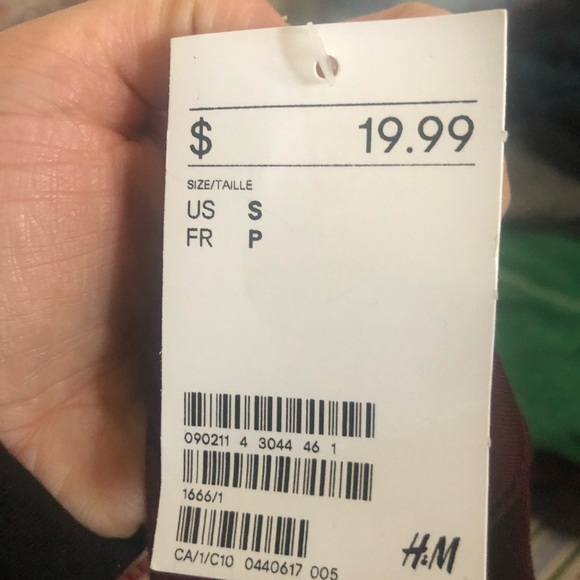 $ 19.99
SIZE/TAILLE
US S
FR P
090211 4 3044 46 1
1666/1
CA/1/C10 0440617 005
H&M